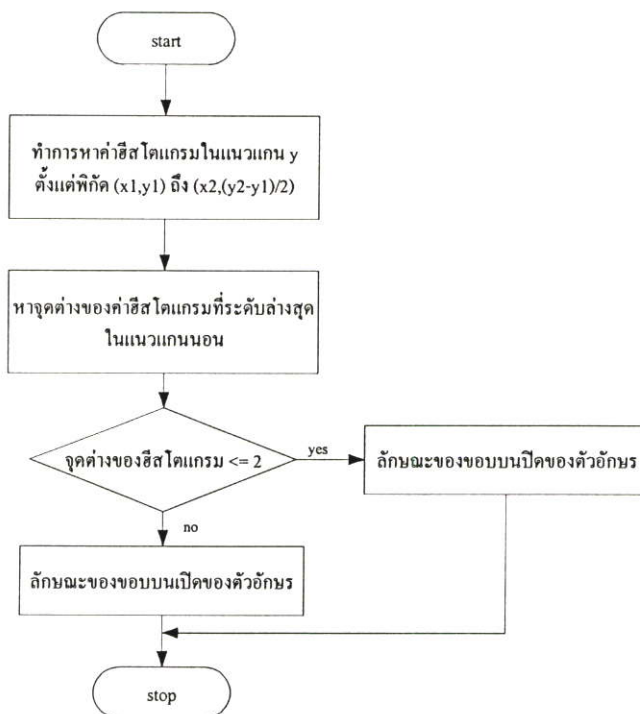 start
ทำการหาค่าฮีสโตแกรมในแนวแกน y
ตั้งแต่พิกัด (x1,y1) ถึง (x2,(y2-y1)/2)
หาจุดต่างของค่าฮีสโตแกรมที่ระดับล่างสุด
ในแนวแกนนอน
จุดต่างของฮีสโตแกรม <= 2
yes
ลักษณะของขอบบนปิดของตัวอักษร
no
ลักษณะของขอบบนเปิดของตัวอักษร
stop